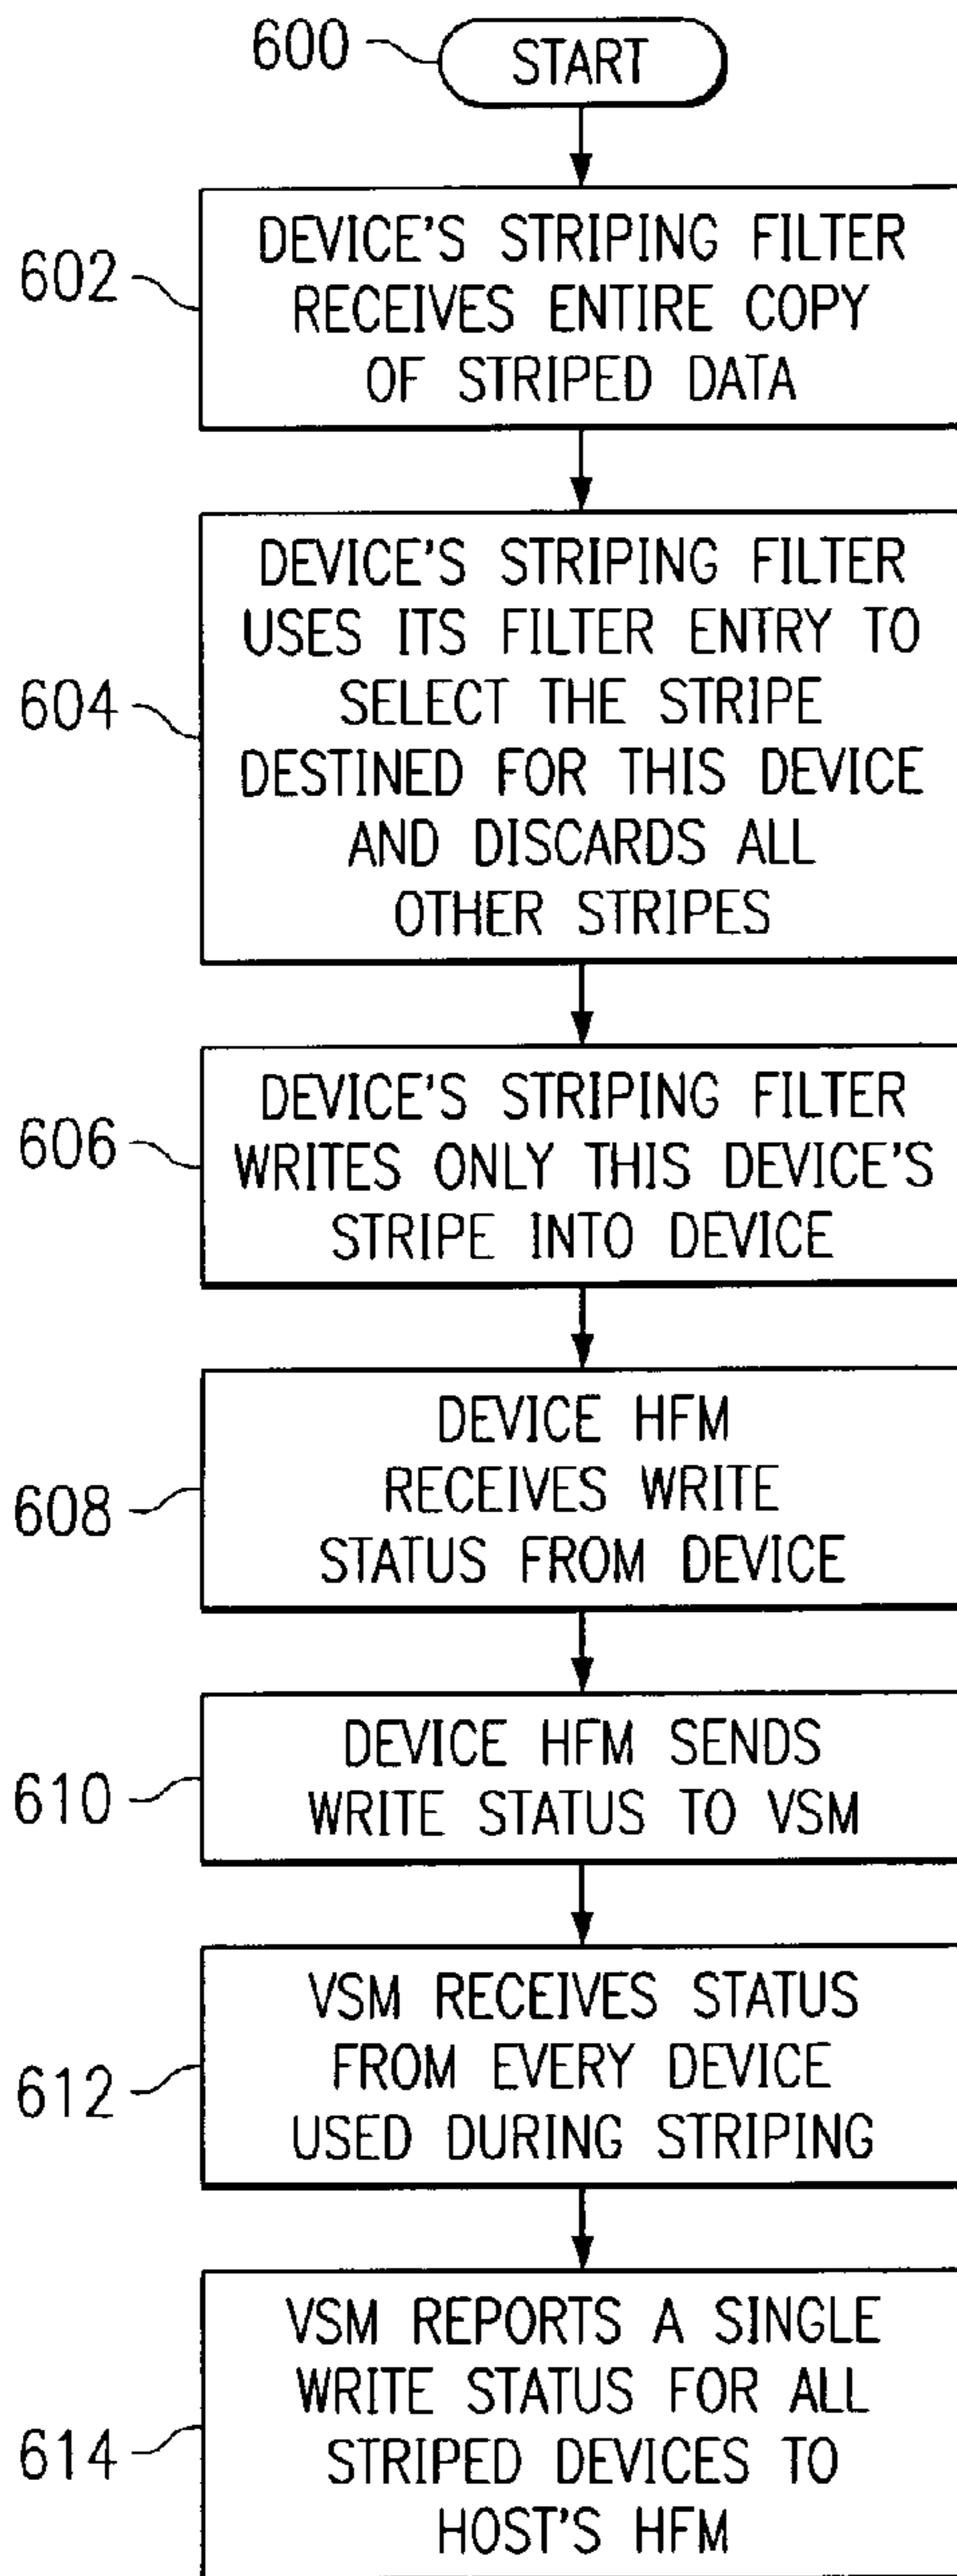 600
START
602
DEVICE'S STRIPING FILTER
RECEIVES ENTIRE COPY
OF STRIPED DATA
604
DEVICE'S STRIPING FILTER
USES ITS FILTER ENTRY TO
SELECT THE STRIPE
DESTINED FOR THIS DEVICE
AND DISCARDS ALL
OTHER STRIPES
606
DEVICE'S STRIPING FILTER
WRITES ONLY THIS DEVICE'S
STRIPE INTO DEVICE
608
DEVICE HFM
RECEIVES WRITE
STATUS FROM DEVICE
610
DEVICE HFM SENDS
WRITE STATUS TO VSM
612
VSM RECEIVES STATUS
FROM EVERY DEVICE
USED DURING STRIPING
614
VSM REPORTS A SINGLE
WRITE STATUS FOR ALL
STRIPED DEVICES TO
HOST'S HFM